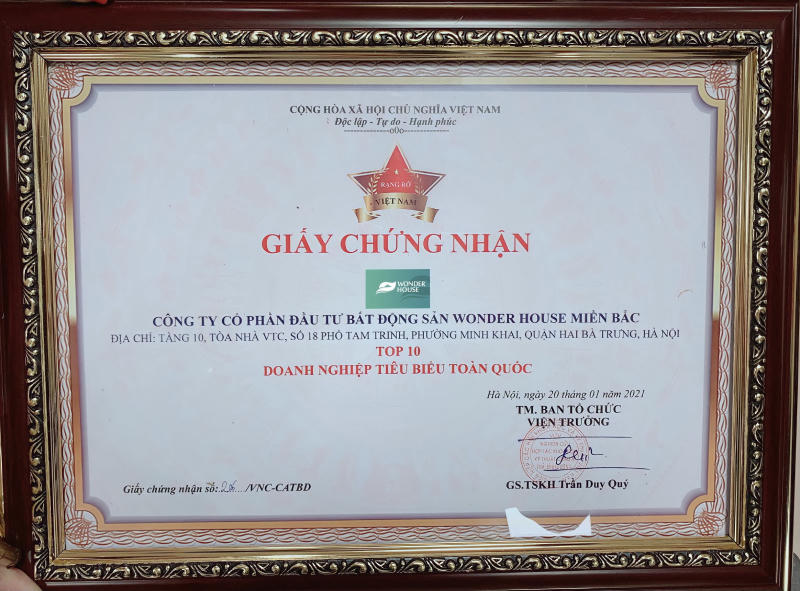 CỘNG HÒA XÃ HỘI CHỦ NGHĨA VIỆT NAM
Độc lập - Tự do - Hạnh phúc
---------------o0o---------------
RẠNG RỠ
VIỆT NAM
GIẤY CHỨNG NHẬN
WONDER
HOUSE
CÔNG TY CỔ PHẦN ĐẦU TƯ BẤT ĐỘNG SẢN WONDER HOUSE MIỀN BẮC
ĐỊA CHỈ: TẦNG 10, TÒA NHÀ VTC, SỐ 18 PHỐ TAM TRINH, PHƯỜNG MINH KHAI, QUẬN HAI BÀ TRƯNG, HÀ NỘI
TOP 10
DOANH NGHIỆP TIÊU BIỂU TOÀN QUỐC
Hà Nội, ngày 20 tháng 01 năm 2021
TM. BAN TỔ CHỨC
VIỆN TRƯỞNG
Giấy chứng nhận số: 26.../VNC-CATBD
GS.TSKH Trần Duy Quý